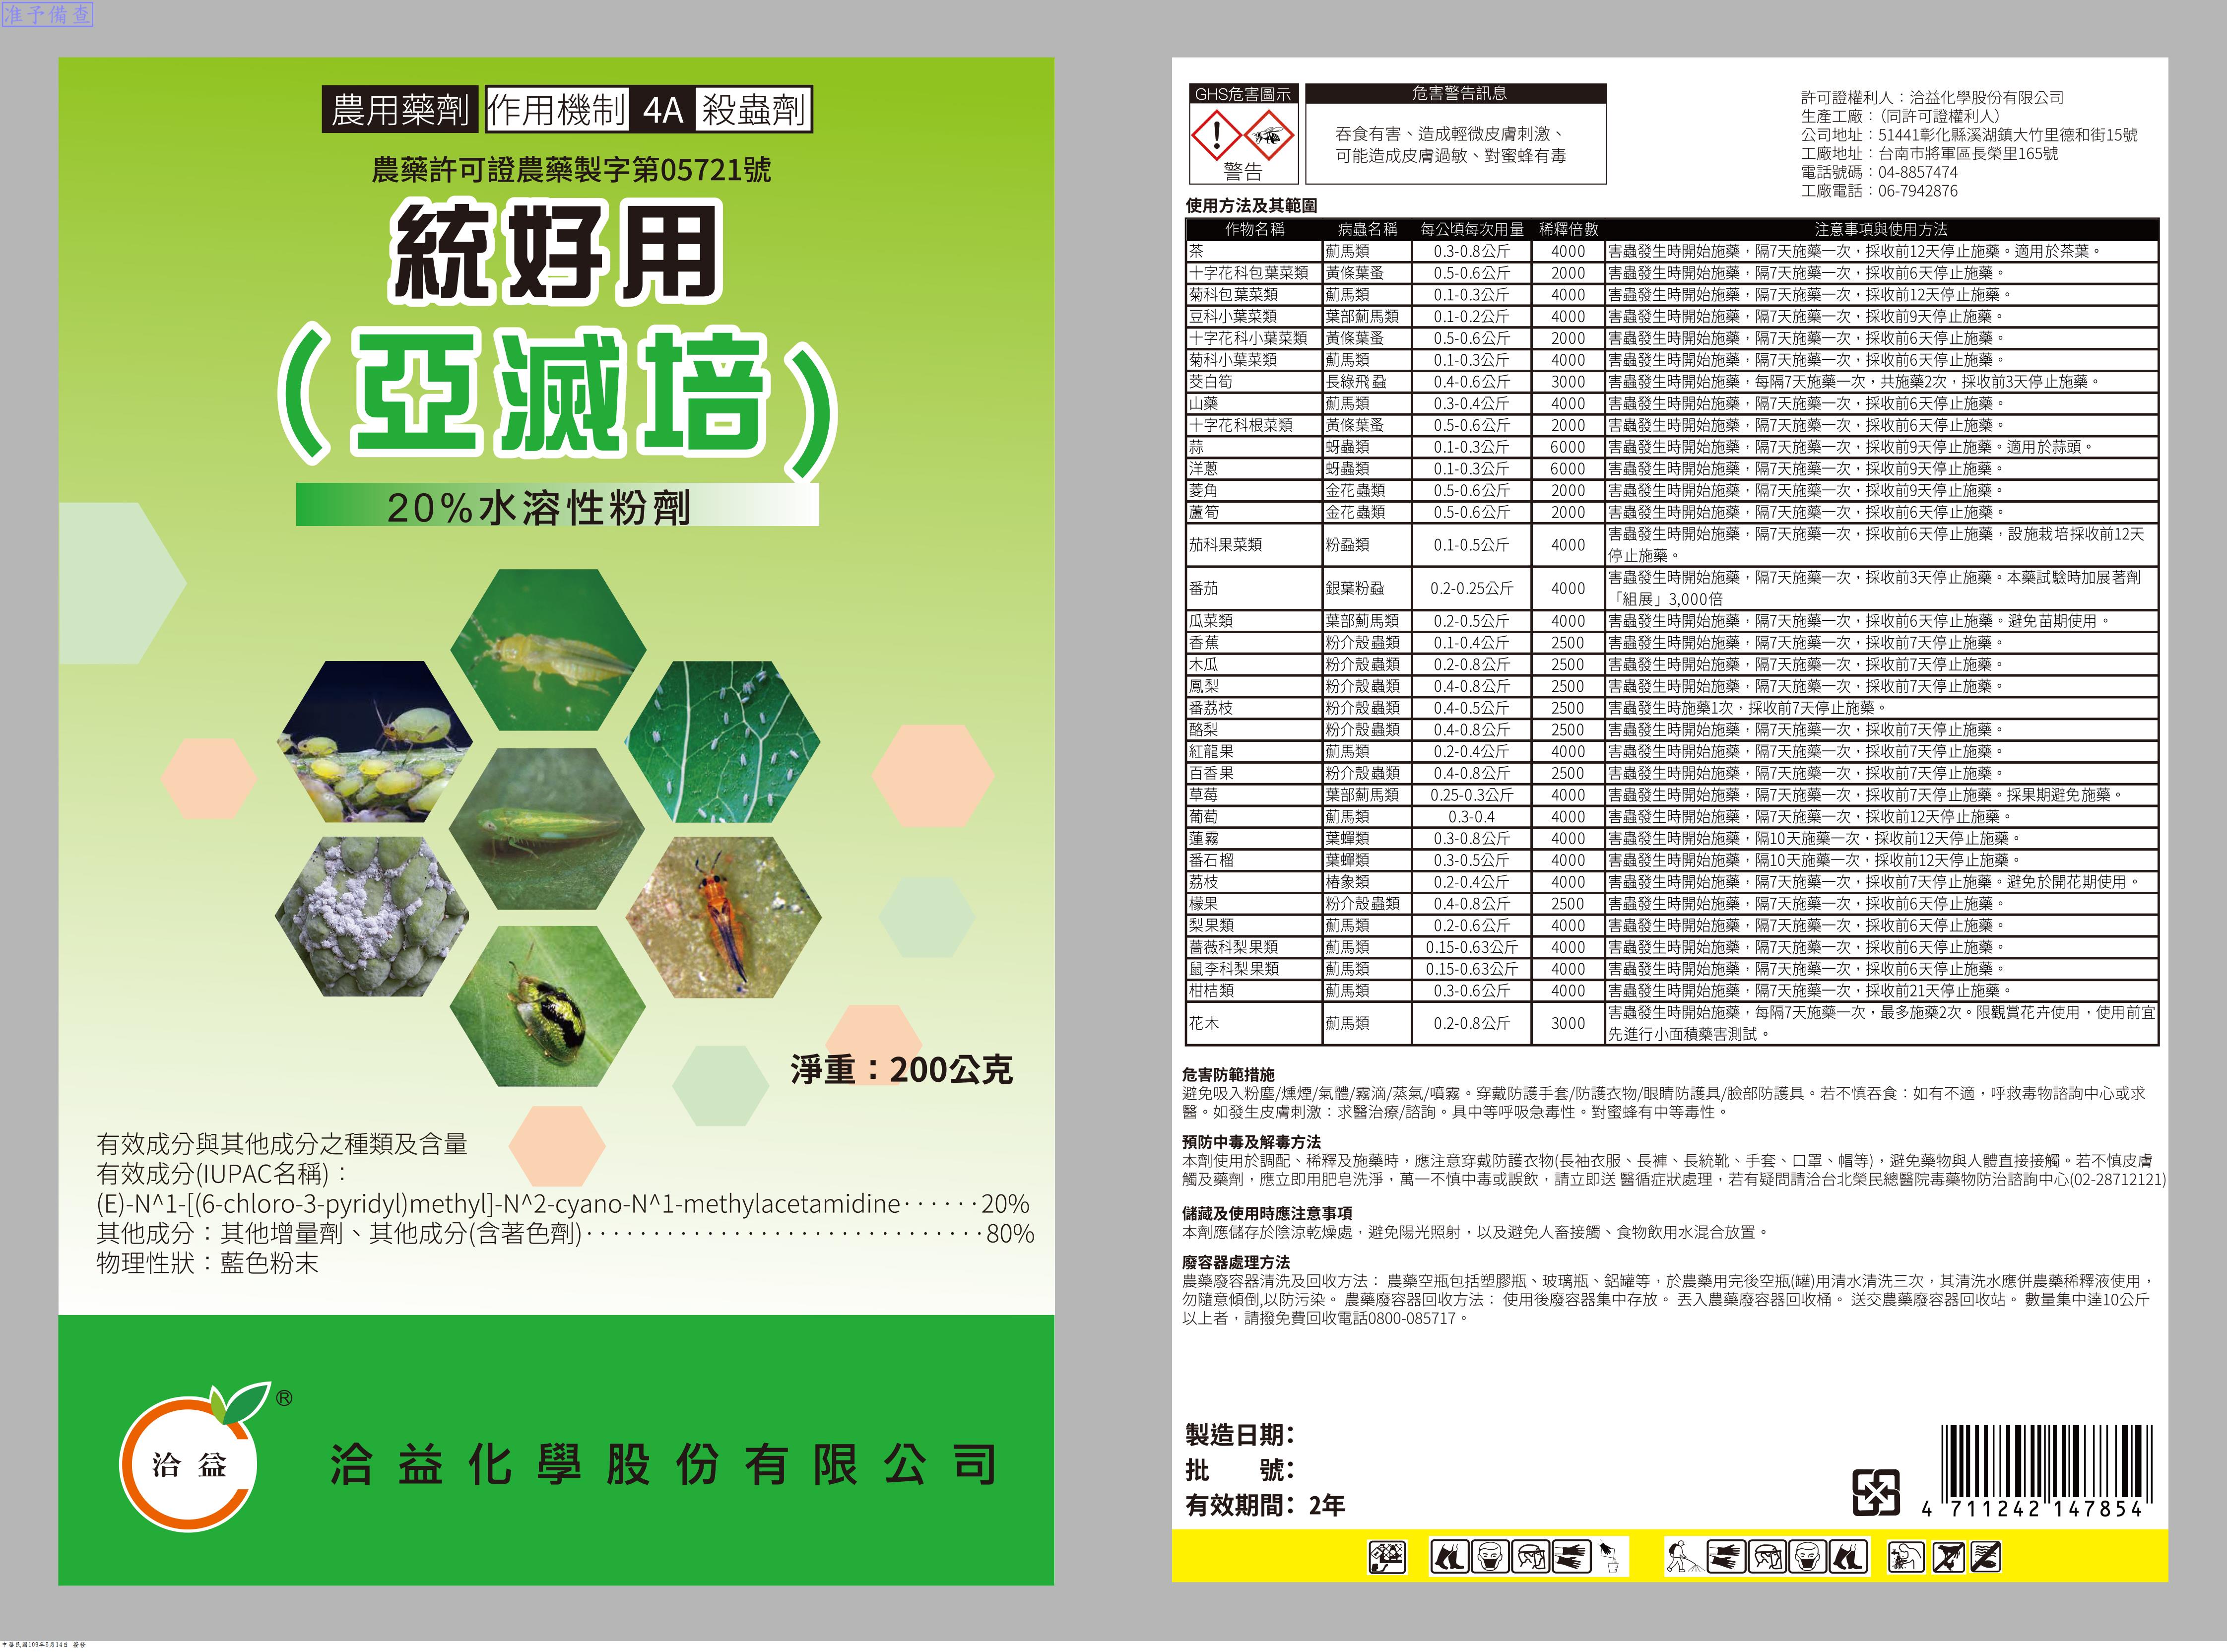 准予備查
農用藥劑 作用機制 4A 殺蟲劑
農藥許可證農藥製字第05721號
統好用
(亞滅培)
20%水溶性粉劑
淨重：200公克
有效成分與其他成分之種類及含量
有效成分(IUPAC名稱)：
(E)-N^1-[(6-chloro-3-pyridyl)methyl]-N^2-cyano-N^1-methylacetamidine······20%
其他成分：其他增量劑、其他成分(含著色劑)······························80%
物理性狀：藍色粉末
洽益
®
洽益化學股份有限公司
GHS危害圖示
警告
危害警告訊息
吞食有害、造成輕微皮膚刺激、
可能造成皮膚過敏、對蜜蜂有毒
許可證權利人：洽益化學股份有限公司
生產工廠：(同許可證權利人)
公司地址：51441彰化縣溪湖鎮大竹里德和街15號
工廠地址：台南市將軍區長榮里165號
電話號碼：04-8857474
工廠電話：06-7942876
使用方法及其範圍
作物名稱 病蟲名稱 每公頃每次用量 稀釋倍數 注意事項與使用方法
茶 薊馬類 0.3-0.8公斤 4000 害蟲發生時開始施藥，隔7天施藥一次，採收前12天停止施藥。適用於茶葉。
十字花科包葉菜類 黃條葉蚤 0.5-0.6公斤 2000 害蟲發生時開始施藥，隔7天施藥一次，採收前6天停止施藥。
菊科包葉菜類 薊馬類 0.1-0.3公斤 4000 害蟲發生時開始施藥，隔7天施藥一次，採收前12天停止施藥。
豆科小葉菜類 葉部薊馬類 0.1-0.2公斤 4000 害蟲發生時開始施藥，隔7天施藥一次，採收前9天停止施藥。
十字花科小葉菜類 黃條葉蚤 0.5-0.6公斤 2000 害蟲發生時開始施藥，隔7天施藥一次，採收前6天停止施藥。
菊科小葉菜類 薊馬類 0.1-0.3公斤 4000 害蟲發生時開始施藥，隔7天施藥一次，採收前6天停止施藥。
茭白筍 長綠飛蝨 0.4-0.6公斤 3000 害蟲發生時開始施藥，每隔7天施藥一次，共施藥2次，採收前3天停止施藥。
山藥 薊馬類 0.3-0.4公斤 4000 害蟲發生時開始施藥，隔7天施藥一次，採收前6天停止施藥。
十字花科根菜類 黃條葉蚤 0.5-0.6公斤 2000 害蟲發生時開始施藥，隔7天施藥一次，採收前6天停止施藥。
蒜 蚜蟲類 0.1-0.3公斤 6000 害蟲發生時開始施藥，隔7天施藥一次，採收前9天停止施藥。適用於蒜頭。
洋蔥 蚜蟲類 0.1-0.3公斤 6000 害蟲發生時開始施藥，隔7天施藥一次，採收前9天停止施藥。
菱角 金花蟲類 0.5-0.6公斤 2000 害蟲發生時開始施藥，隔7天施藥一次，採收前9天停止施藥。
蘆筍 金花蟲類 0.5-0.6公斤 2000 害蟲發生時開始施藥，隔7天施藥一次，採收前6天停止施藥。
茄科果菜類 粉蝨類 0.1-0.5公斤 4000 害蟲發生時開始施藥，隔7天施藥一次，採收前6天停止施藥，設施栽培採收前12天
停止施藥。
番茄 銀葉粉蝨 0.2-0.25公斤 4000 害蟲發生時開始施藥，隔7天施藥一次，採收前3天停止施藥。本藥試驗時加展著劑
「組展」3,000倍
瓜菜類 葉部薊馬類 0.2-0.5公斤 4000 害蟲發生時開始施藥，隔7天施藥一次，採收前6天停止施藥。避免苗期使用。
香蕉 粉介殼蟲類 0.1-0.4公斤 2500 害蟲發生時開始施藥，隔7天施藥一次，採收前7天停止施藥。
木瓜 粉介殼蟲類 0.2-0.8公斤 2500 害蟲發生時開始施藥，隔7天施藥一次，採收前7天停止施藥。
鳳梨 粉介殼蟲類 0.4-0.8公斤 2500 害蟲發生時開始施藥，隔7天施藥一次，採收前7天停止施藥。
番荔枝 粉介殼蟲類 0.4-0.5公斤 2500 害蟲發生時施藥1次，採收前7天停止施藥。
酪梨 粉介殼蟲類 0.4-0.8公斤 2500 害蟲發生時開始施藥，隔7天施藥一次，採收前7天停止施藥。
紅龍果 薊馬類 0.2-0.4公斤 4000 害蟲發生時開始施藥，隔7天施藥一次，採收前7天停止施藥。
百香果 粉介殼蟲類 0.4-0.8公斤 2500 害蟲發生時開始施藥，隔7天施藥一次，採收前7天停止施藥。
草莓 葉部薊馬類 0.25-0.3公斤 4000 害蟲發生時開始施藥，隔7天施藥一次，採收前7天停止施藥。採果期避免施藥。
葡萄 薊馬類 0.3-0.4 4000 害蟲發生時開始施藥，隔7天施藥一次，採收前12天停止施藥。
蓮霧 葉蟬類 0.3-0.8公斤 4000 害蟲發生時開始施藥，隔10天施藥一次，採收前12天停止施藥。
番石榴 葉蟬類 0.3-0.5公斤 4000 害蟲發生時開始施藥，隔10天施藥一次，採收前12天停止施藥。
荔枝 椿象類 0.2-0.4公斤 4000 害蟲發生時開始施藥，隔7天施藥一次，採收前7天停止施藥。避免於開花期使用。
檬果 粉介殼蟲類 0.4-0.8公斤 2500 害蟲發生時開始施藥，隔7天施藥一次，採收前6天停止施藥。
梨果類 薊馬類 0.2-0.6公斤 4000 害蟲發生時開始施藥，隔7天施藥一次，採收前6天停止施藥。
薔薇科梨果類 薊馬類 0.15-0.63公斤 4000 害蟲發生時開始施藥，隔7天施藥一次，採收前6天停止施藥。
鼠李科梨果類 薊馬類 0.15-0.63公斤 4000 害蟲發生時開始施藥，隔7天施藥一次，採收前6天停止施藥。
柑桔類 薊馬類 0.3-0.6公斤 4000 害蟲發生時開始施藥，隔7天施藥一次，採收前21天停止施藥。
花木 薊馬類 0.2-0.8公斤 3000 害蟲發生時開始施藥，每隔7天施藥一次，最多施藥2次。限觀賞花卉使用，使用前宜
先進行小面積藥害測試。
危害防範措施
避免吸入粉塵/燻煙/氣體/霧滴/蒸氣/噴霧。穿戴防護手套/防護衣物/眼睛防護具/臉部防護具。若不慎吞食：如有不適，呼救毒物諮詢中心或求
醫。如發生皮膚刺激：求醫治療/諮詢。具中等呼吸急毒性。對蜜蜂有中等毒性。
預防中毒及解毒方法
本劑使用於調配、稀釋及施藥時，應注意穿戴防護衣物(長袖衣服、長褲、長統靴、手套、口罩、帽等)，避免藥物與人體直接接觸。若不慎皮膚
觸及藥劑，應立即用肥皂洗淨，萬一不慎中毒或誤飲，請立即送 醫循症狀處理，若有疑問請洽台北榮民總醫院毒藥物防治諮詢中心(02-28712121)
儲藏及使用時應注意事項
本劑應儲存於陰涼乾燥處，避免陽光照射，以及避免人畜接觸、食物飲用水混合放置。
廢容器處理方法
農藥廢容器清洗及回收方法： 農藥空瓶包括塑膠瓶、玻璃瓶、鋁罐等，於農藥用完後空瓶(罐)用清水清洗三次，其清洗水應併農藥稀釋液使用，
勿隨意傾倒,以防污染。 農藥廢容器回收方法： 使用後廢容器集中存放。 丟入農藥廢容器回收桶。 送交農藥廢容器回收站。 數量集中達10公斤
以上者，請撥免費回收電話0800-085717。
製造日期：
批　　號：
有效期間：2年
4 711242 147854
中華民國109年5月14日 簽發